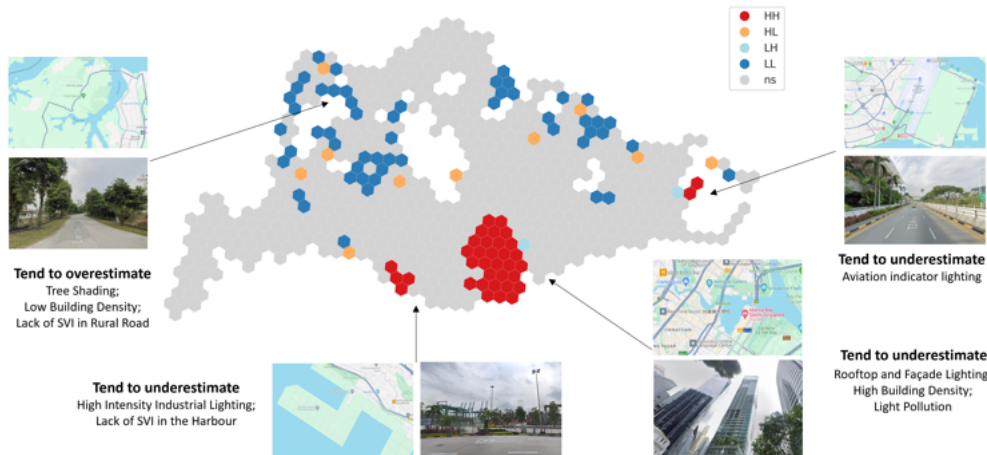 HH
HL
LH
LL
ns
Tend to overestimate
Tree Shading;
Low Building Density;
Lack of SVI in Rural Road
Tend to underestimate
Aviation indicator lighting
Tend to underestimate
High Intensity Industrial Lighting;
Lack of SVI in the Harbour
Tend to underestimate
Rooftop and Façade Lighting
High Building Density;
Light Pollution